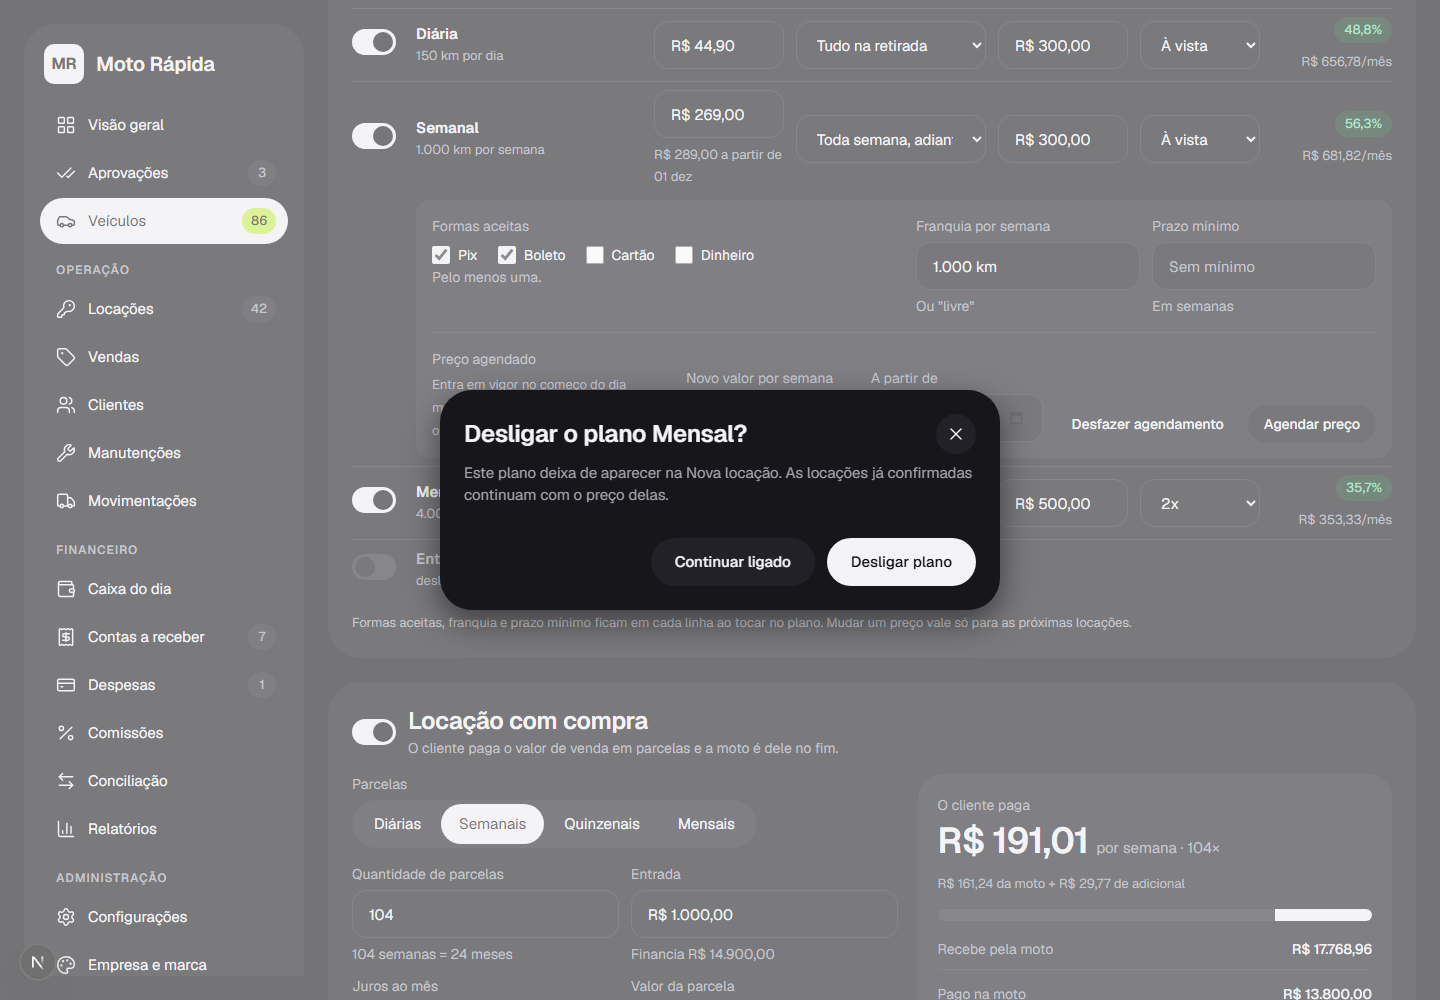 MR Moto Rápida
Visão geral
Aprovações 3
Veículos 86
OPERAÇÃO
Locações 42
Vendas
Clientes
Manutenções
Movimentações
FINANCEIRO
Caixa do dia
Contas a receber 7
Despesas 1
Comissões
Conciliação
Relatórios
ADMINISTRAÇÃO
Configurações
N
Empresa e marca
Diária
150 km por dia
R$ 44,90
Tudo na retirada
R$ 300,00
À vista
48,8%
R$ 656,78/mês
Semanal
1.000 km por semana
R$ 269,00
R$ 289,00 a partir de
01 dez
Toda semana, adian
R$ 300,00
À vista
56,3%
R$ 681,82/mês
Formas aceitas
Pix Boleto Cartão Dinheiro
Pelo menos uma.
Franquia por semana
1.000 km
Ou "livre"
Prazo mínimo
Sem mínimo
Em semanas
Preço agendado
Entra em vigor no começo do dia
Novo valor por semana
A partir de
Desfazer agendamento
Agendar preço
Desligar o plano Mensal?
Este plano deixa de aparecer na Nova locação. As locações já confirmadas
continuam com o preço delas.
Continuar ligado
Desligar plano
R$ 500,00
2x
35,7%
R$ 353,33/mês
Formas aceitas, franquia e prazo mínimo ficam em cada linha ao tocar no plano. Mudar um preço vale só para as próximas locações.
Locação com compra
O cliente paga o valor de venda em parcelas e a moto é dele no fim.
Parcelas
Diárias Semanais Quinzenais Mensais
Quantidade de parcelas
104
104 semanas = 24 meses
Entrada
R$ 1.000,00
Financia R$ 14.900,00
Juros ao mês
Valor da parcela
O cliente paga
R$ 191,01 por semana · 104×
R$ 161,24 da moto + R$ 29,77 de adicional
Recebe pela moto R$ 17.768,96
Pago na moto R$ 13.800,00